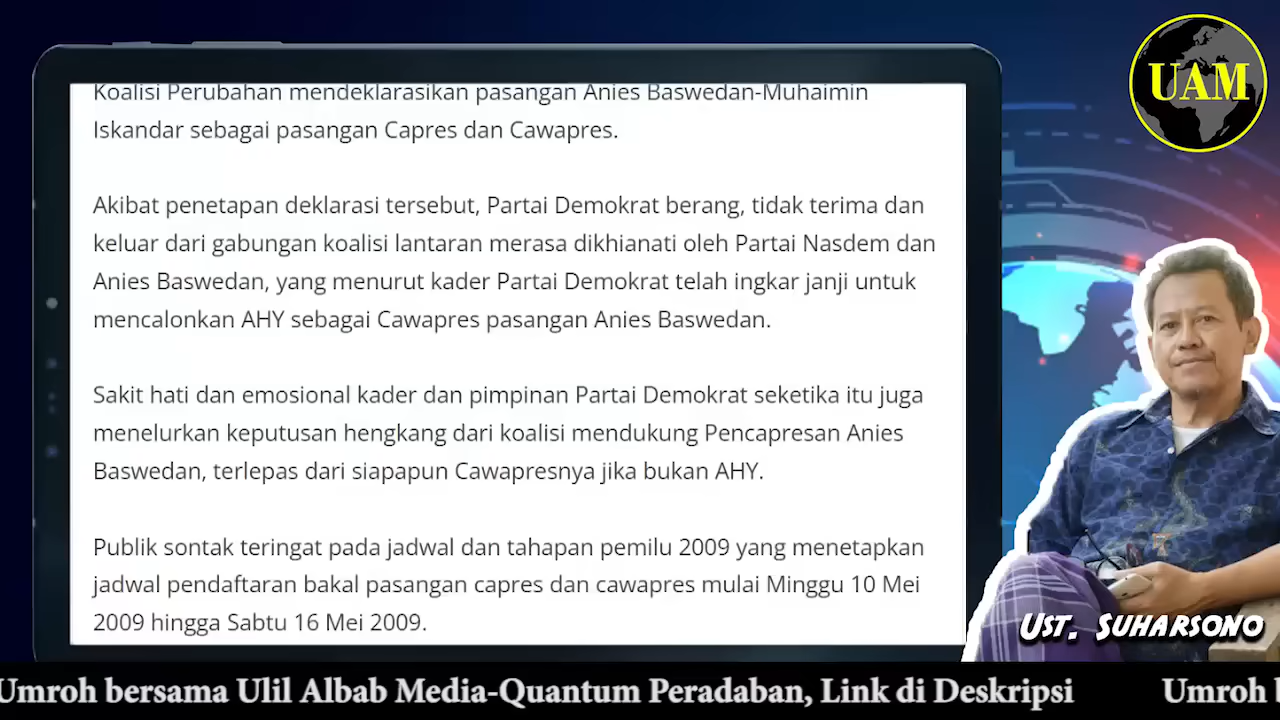 UAM
Koalisi Perubahan mendeklarasikan pasangan Anies Baswedan-Muhaimin
Iskandar sebagai pasangan Capres dan Cawapres.
Akibat penetapan deklarasi tersebut, Partai Demokrat berang, tidak terima dan
keluar dari gabungan koalisi lantaran merasa dikhianati oleh Partai Nasdem dan
Anies Baswedan, yang menurut kader Partai Demokrat telah ingkar janji untuk
mencalonkan AHY sebagai Cawapres pasangan Anies Baswedan.
Sakit hati dan emosional kader dan pimpinan Partai Demokrat seketika itu juga
menelurkan keputusan hengkang dari koalisi mendukung Pencapresan Anies
Baswedan, terlepas dari siapapun Cawapresnya jika bukan AHY.
Publik sontak teringat pada jadwal dan tahapan pemilu 2009 yang menetapkan
jadwal pendaftaran bakal pasangan capres dan cawapres mulai Minggu 10 Mei
2009 hingga Sabtu 16 Mei 2009.
UST. SUHARSONO
Umroh bersama Ulil Albab Media-Quantum Peradaban, Link di Deskripsi Umroh b